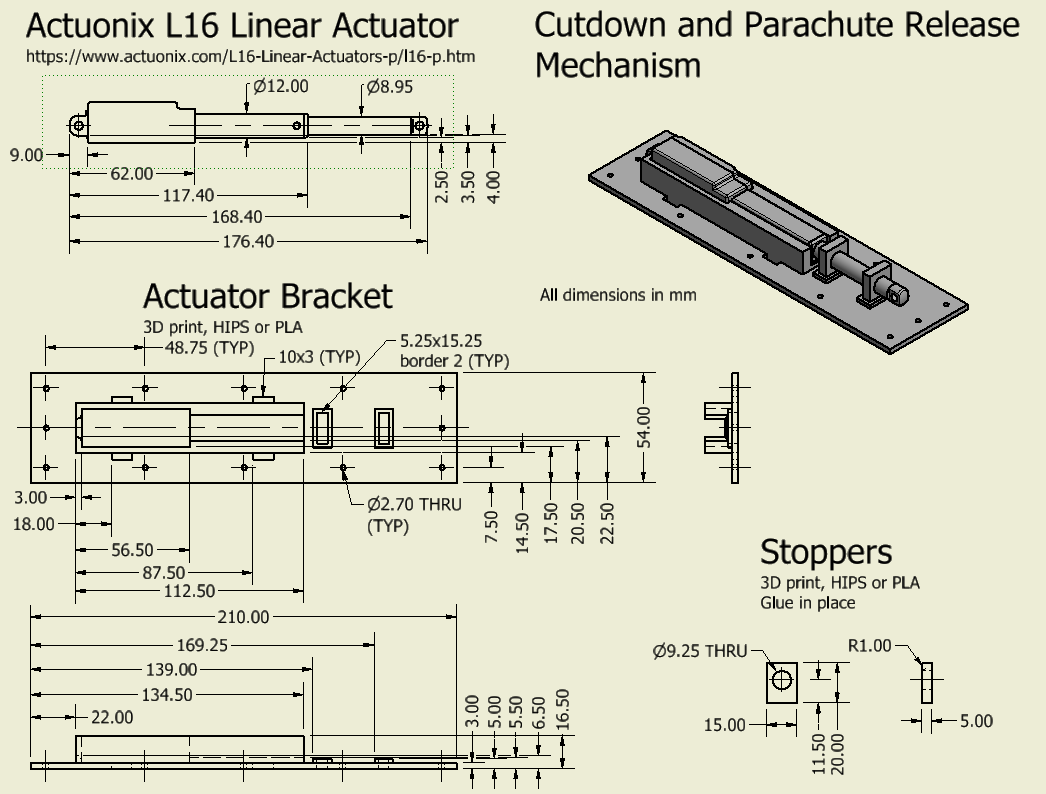 Actuonix L16 Linear Actuator
https://www.actuonix.com/L16-Linear-Actuators-p/l16-p.htm
Cutdown and Parachute Release
Mechanism
Ø12.00
Ø8.95
9.00
62.00
117.40
168.40
176.40
2.50
3.50
4.00
All dimensions in mm
Actuator Bracket
3D print, HIPS or PLA
48.75 (TYP)
10x3 (TYP)
5.25x15.25
border 2 (TYP)
54.00
Ø2.70 THRU
(TYP)
7.50
14.50
17.50
20.50
22.50
3.00
18.00
56.50
87.50
112.50
210.00
169.25
139.00
134.50
22.00
3.00
5.00
5.50
6.50
16.50
Stoppers
3D print, HIPS or PLA
Glue in place
Ø9.25 THRU
R1.00
15.00
11.50
20.00
5.00